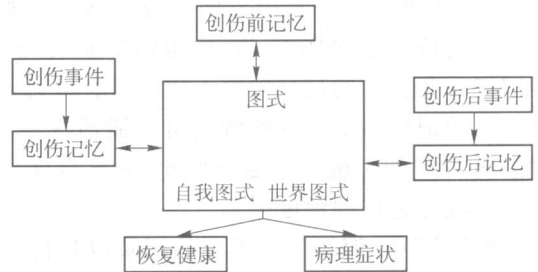 创伤前记忆
创伤事件
图式
创伤后事件
创伤记忆
创伤后记忆
自我图式 世界图式
恢复健康
病理症状